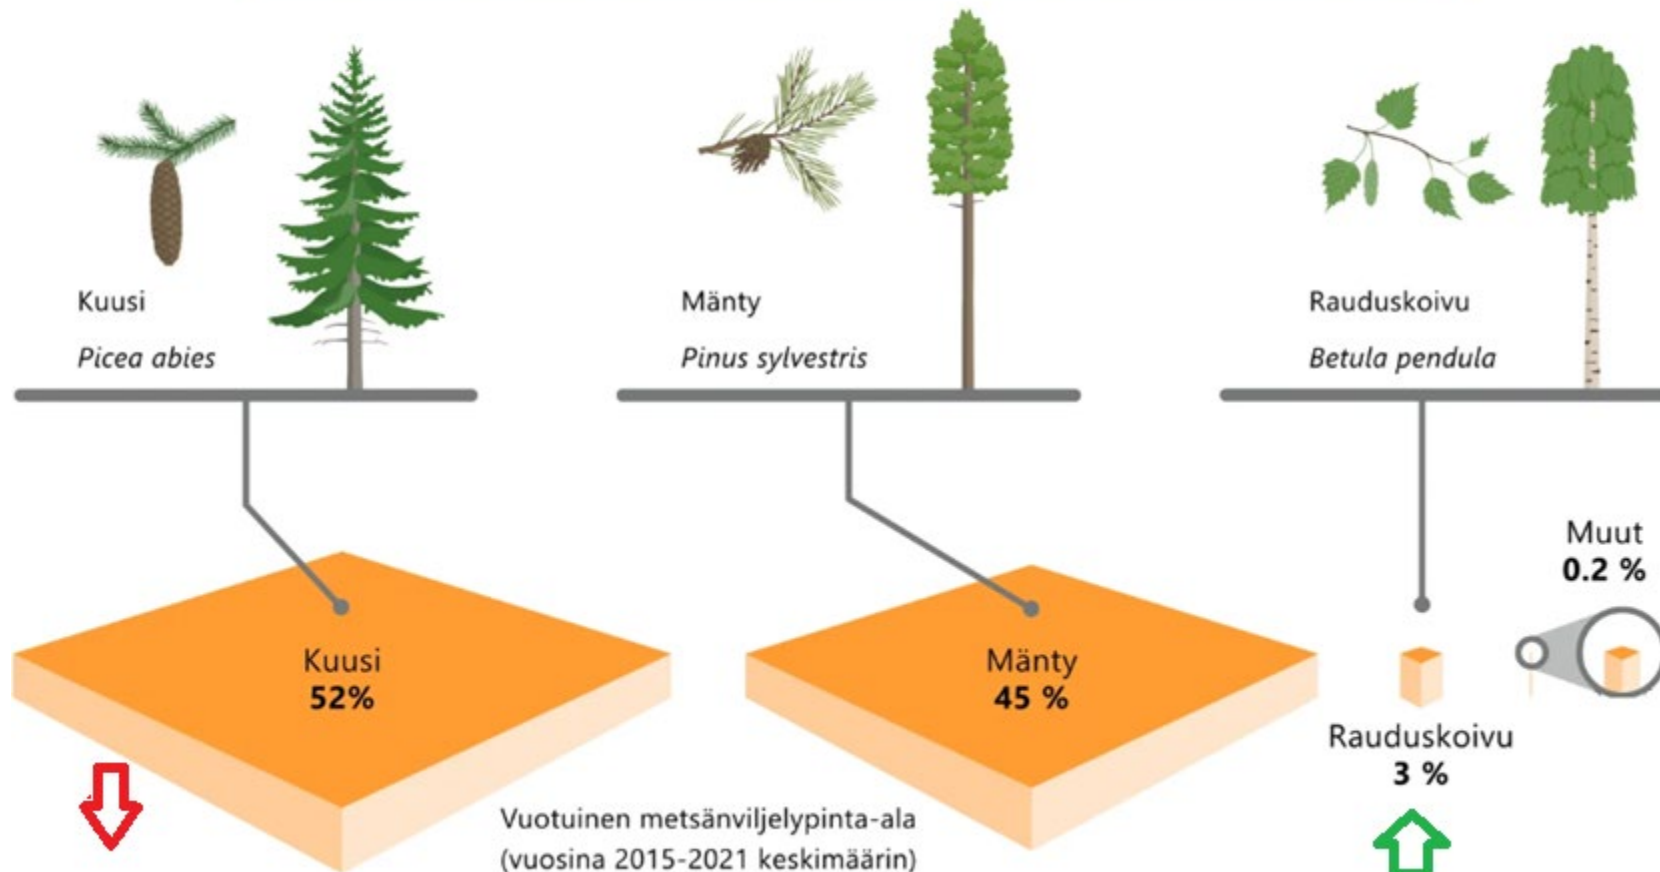 Kuusi
Picea abies
Mänty
Pinus sylvestris
Rauduskoivu
Betula pendula
Kuusi
52%
Mänty
45 %
Rauduskoivu
3 %
Muut
0.2 %
Vuotuinen metsänviljelypinta-ala
(vuosina 2015-2021 keskimäärin)